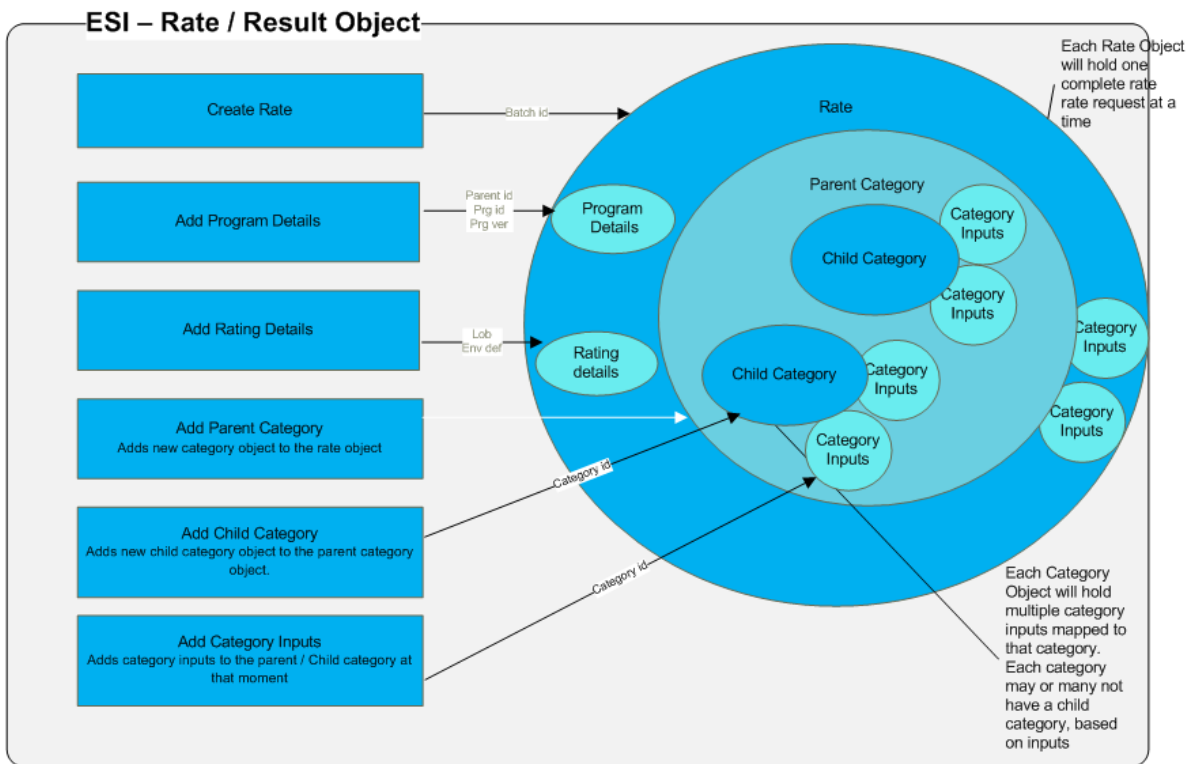 ESI – Rate / Result Object
Create Rate
Batch id
Add Program Details
Parent id
Prg id
Prg ver
Add Rating Details
Lob
Env def
Add Parent Category
Adds new category object to the rate object
Add Child Category
Adds new child category object to the parent category
object.
Category id
Add Category Inputs
Adds category inputs to the parent / Child category at
that moment
Category id
Rate
Parent Category
Program
Details
Rating
details
Child Category
Category
Inputs
Category
Inputs
Child Category
Category
Inputs
Category
Inputs
Category
Inputs
Category
Inputs
Each Rate Object
will hold one
complete rate
rate request at a
time
Each Category
Object will hold
multiple category
inputs mapped to
that category.
Each category
may or many not
have a child
category, based
on inputs